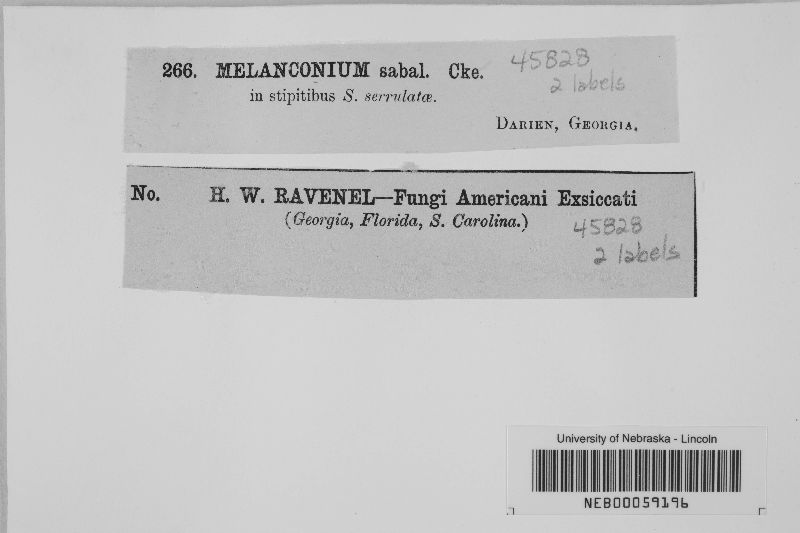 266. MELANCONIUM sabal. Cke. 45828
2 labels
in stipitibus S. serrulatæ.
DARIEN, GEORGIA.
No. H. W. RAVENEL—Fungi Americani Exsiccati
(Georgia, Florida, S. Carolina.) 45828
2 labels
University of Nebraska - Lincoln
NEB00059196